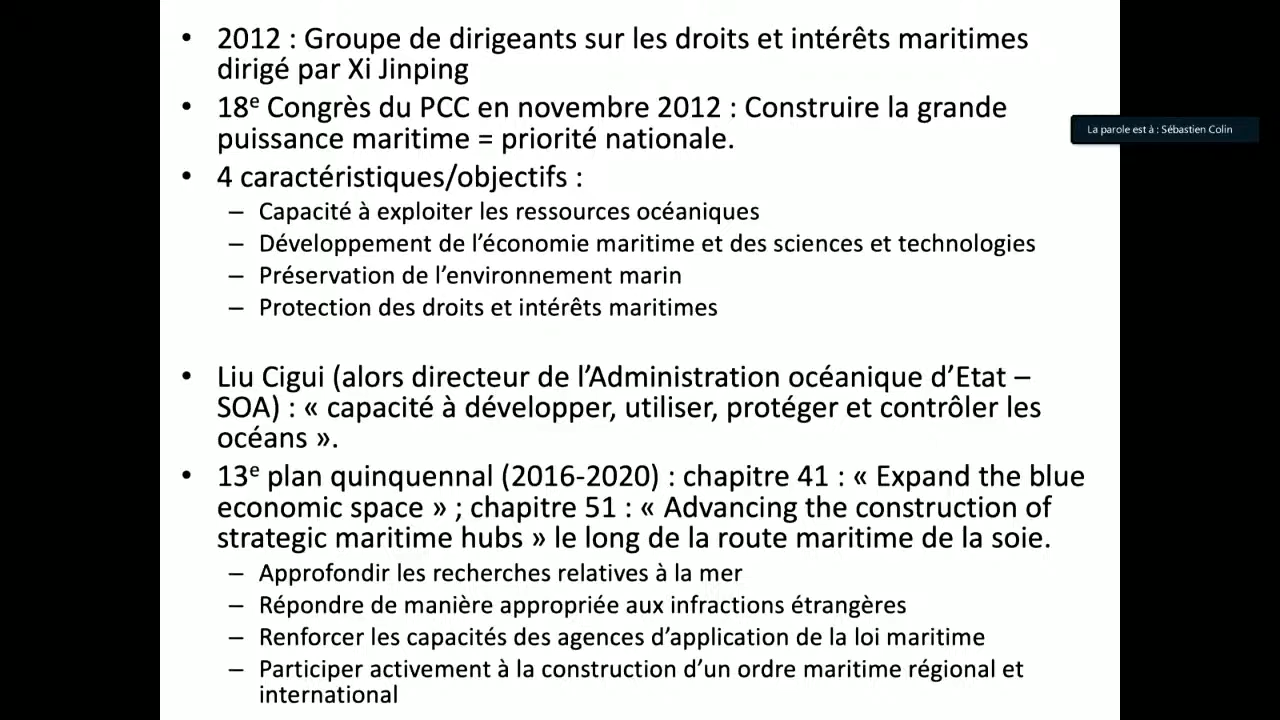 • 2012 : Groupe de dirigeants sur les droits et intérêts maritimes
dirigé par Xi Jinping
• 18e Congrès du PCC en novembre 2012 : Construire la grande
puissance maritime = priorité nationale.
• 4 caractéristiques/objectifs :
– Capacité à exploiter les ressources océaniques
– Développement de l’économie maritime et des sciences et technologies
– Préservation de l’environnement marin
– Protection des droits et intérêts maritimes
• Liu Cigui (alors directeur de l’Administration océanique d’Etat –
SOA) : « capacité à développer, utiliser, protéger et contrôler les
océans ».
• 13e plan quinquennal (2016-2020) : chapitre 41 : « Expand the blue
economic space » ; chapitre 51 : « Advancing the construction of
strategic maritime hubs » le long de la route maritime de la soie.
– Approfondir les recherches relatives à la mer
– Répondre de manière appropriée aux infractions étrangères
– Renforcer les capacités des agences d’application de la loi maritime
– Participer activement à la construction d’un ordre maritime régional et
international
La parole est à : Sébastien Colin